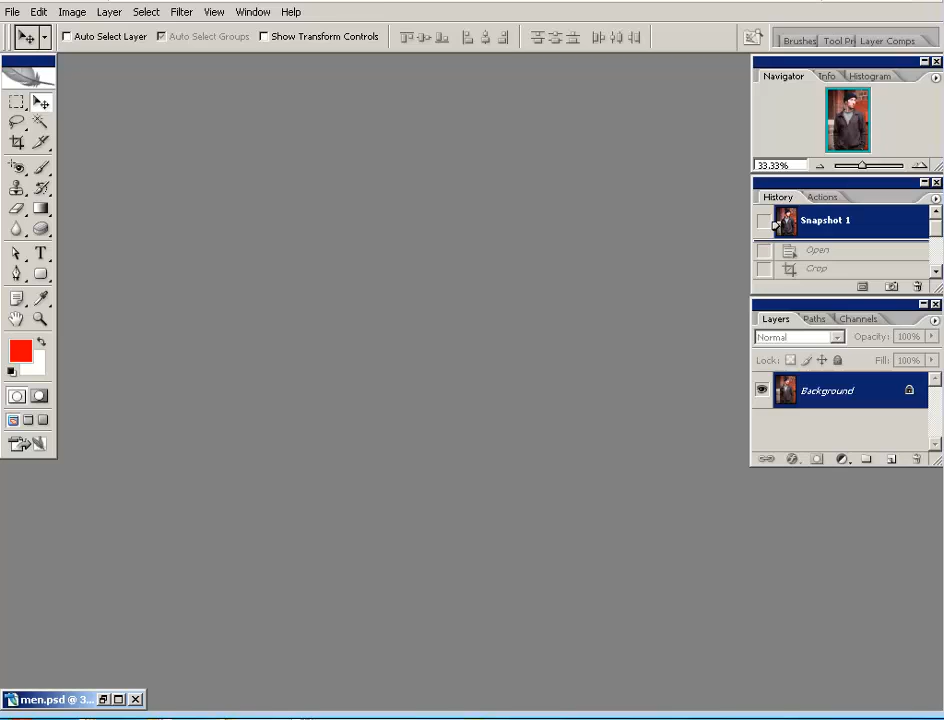 File Edit Image Layer Select Filter View Window Help
Auto Select Layer Auto Select Groups Show Transform Controls Brushes Tool Pr Layer Comps
Navigator Info Histogram
33.33%
History Actions
Snapshot 1
Open
Crop
Layers Paths Channels
Normal Opacity: 100%
Lock: Fill: 100%
Background
T
men.psd @ 3...